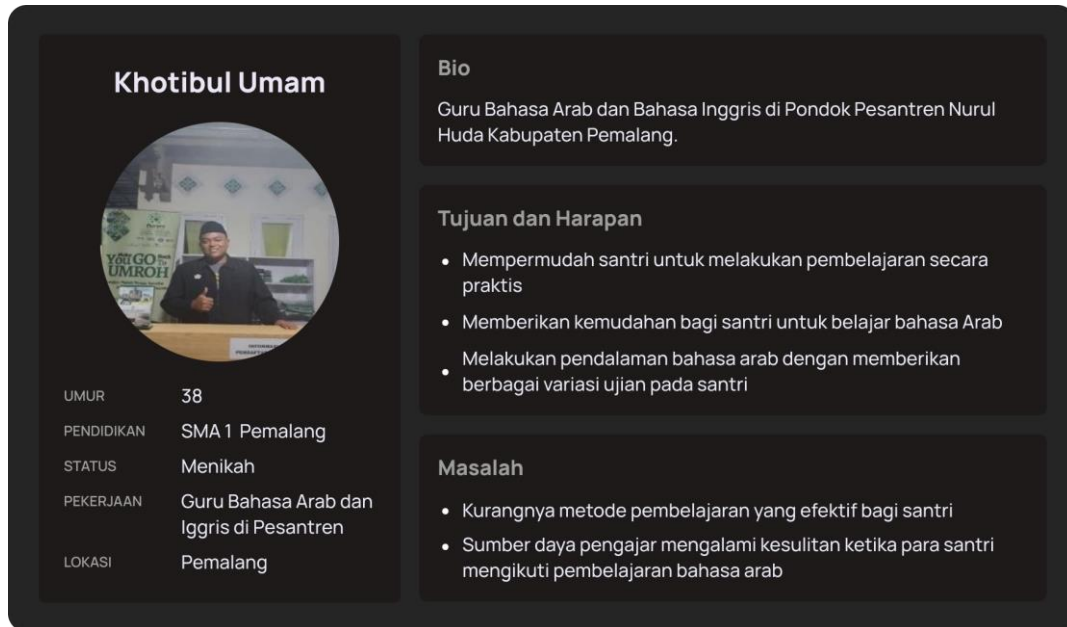 Khotibul Umam
YOU GO
UMROH
UMUR 38
PENDIDIKAN SMA 1 Pemalang
STATUS Menikah
PEKERJAAN Guru Bahasa Arab dan
Iggris di Pesantren
LOKASI Pemalang
Bio
Guru Bahasa Arab dan Bahasa Inggris di Pondok Pesantren Nurul
Huda Kabupaten Pemalang.
Tujuan dan Harapan
• Mempermudah santri untuk melakukan pembelajaran secara
praktis
• Memberikan kemudahan bagi santri untuk belajar bahasa Arab
• Melakukan pendalaman bahasa arab dengan memberikan
berbagai variasi ujian pada santri
Masalah
• Kurangnya metode pembelajaran yang efektif bagi santri
• Sumber daya pengajar mengalami kesulitan ketika para santri
mengikuti pembelajaran bahasa arab